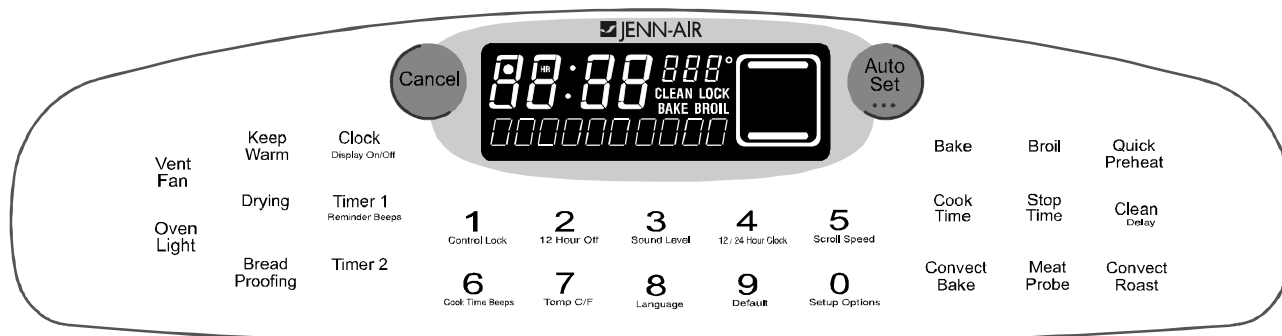 JENN-AIR
Cancel
88:88 888°
HR
CLEAN LOCK
BAKE BROIL
Auto
Set
Vent
Fan
Oven
Light
Keep
Warm
Drying
Bread
Proofing
Clock
Display On/Off
Timer 1
Reminder Beeps
Timer 2
1
Control Lock
2
12 Hour Off
3
Sound Level
4
12 / 24 Hour Clock
5
Scroll Speed
6
Cook Time Beeps
7
Temp C/F
8
Language
9
Default
0
Setup Options
Bake
Broil
Quick
Preheat
Cook
Time
Stop
Time
Clean
Delay
Convect
Bake
Meat
Probe
Convect
Roast